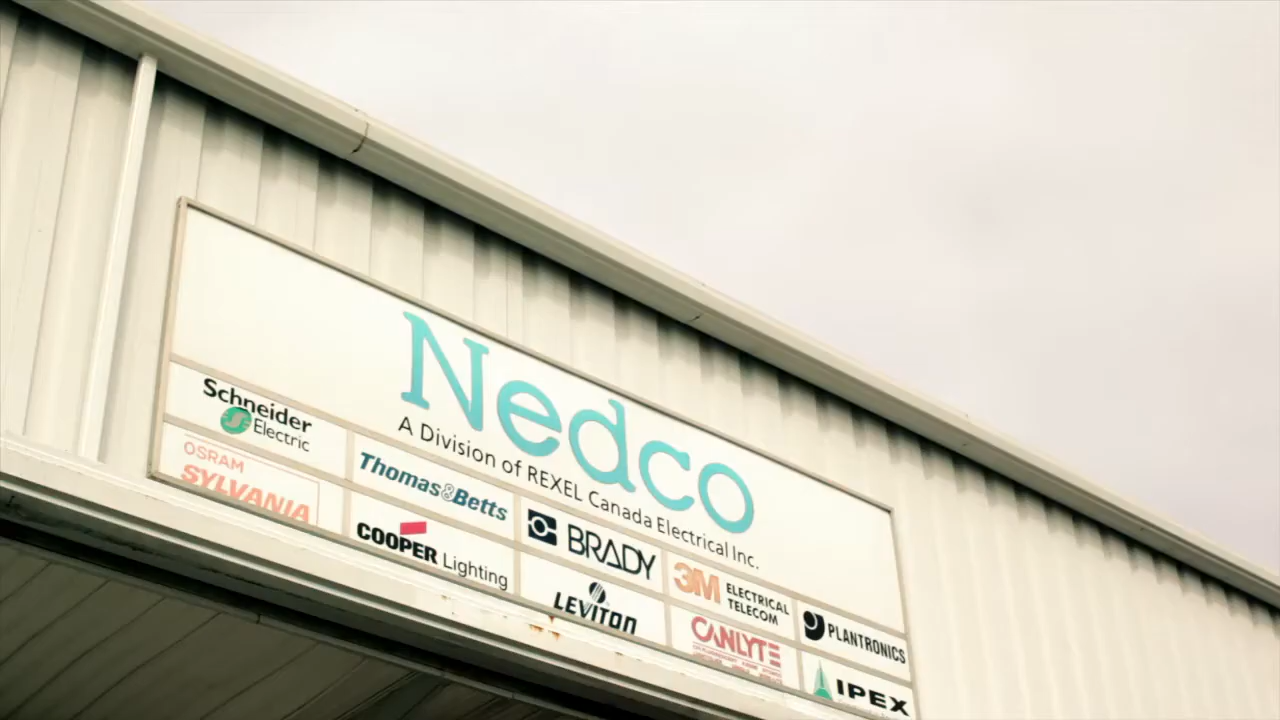 Nedco
A Division of REXEL Canada Electrical Inc.
Schneider
Electric
Thomas&Betts
BRADY
3M ELECTRICAL
TELECOM
PLANTRONICS
OSRAM
SYLVANIA
COOPER Lighting
LEVITON
CANLYTE
IPEX